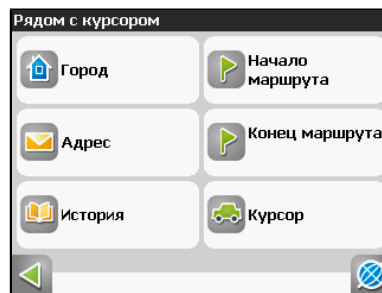 Рядом с курсором
Город
Начало
маршрута
Адрес
Конец маршрута
История
Курсор